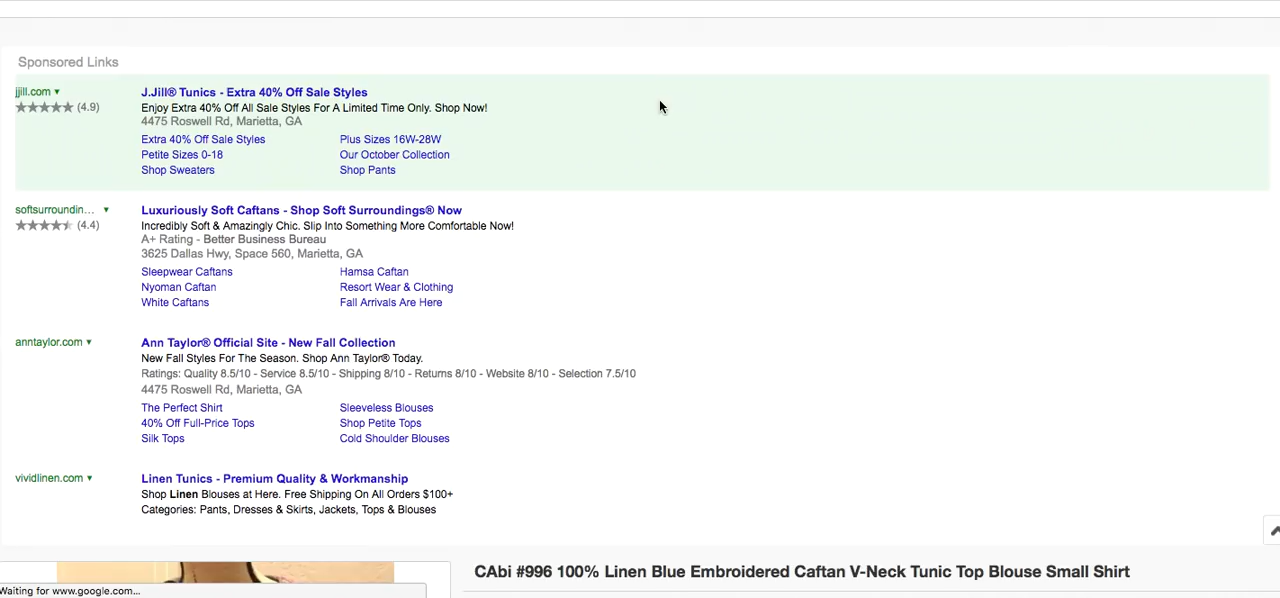 Sponsored Links
jjill.com ▾
(4.9)
J.Jill® Tunics - Extra 40% Off Sale Styles
Enjoy Extra 40% Off All Sale Styles For A Limited Time Only. Shop Now!
4475 Roswell Rd, Marietta, GA
Extra 40% Off Sale Styles Plus Sizes 16W-28W
Petite Sizes 0-18 Our October Collection
Shop Sweaters Shop Pants
softsurroundin... ▾
(4.4)
Luxuriously Soft Caftans - Shop Soft Surroundings® Now
Incredibly Soft & Amazingly Chic. Slip Into Something More Comfortable Now!
A+ Rating - Better Business Bureau
3625 Dallas Hwy, Space 560, Marietta, GA
Sleepwear Caftans Hamsa Caftan
Nyoman Caftan Resort Wear & Clothing
White Caftans Fall Arrivals Are Here
anntaylor.com ▾
Ann Taylor® Official Site - New Fall Collection
New Fall Styles For The Season. Shop Ann Taylor® Today.
Ratings: Quality 8.5/10 - Service 8.5/10 - Shipping 8/10 - Returns 8/10 - Website 8/10 - Selection 7.5/10
4475 Roswell Rd, Marietta, GA
The Perfect Shirt Sleeveless Blouses
40% Off Full-Price Tops Shop Petite Tops
Silk Tops Cold Shoulder Blouses
vividlinen.com ▾
Linen Tunics - Premium Quality & Workmanship
Shop Linen Blouses at Here. Free Shipping On All Orders $100+
Categories: Pants, Dresses & Skirts, Jackets, Tops & Blouses
CAbi #996 100% Linen Blue Embroidered Caftan V-Neck Tunic Top Blouse Small Shirt
Waiting for www.google.com...